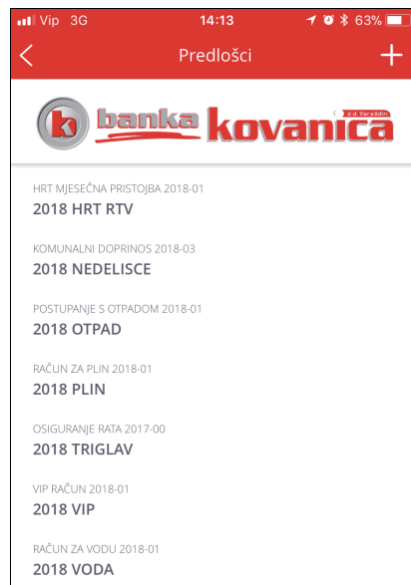 Vip 3G 14:13 63%
Predlošci
banka kovanica
d.d. Varaždin
HRT MJESEČNA PRISTOJBA 2018-01
2018 HRT RTV
KOMUNALNI DOPRINOS 2018-03
2018 NEDELISCE
POSTUPANJE S OTPADOM 2018-01
2018 OTPAD
RAČUN ZA PLIN 2018-01
2018 PLIN
OSIGURANJE RATA 2017-00
2018 TRIGLAV
VIP RAČUN 2018-01
2018 VIP
RAČUN ZA VODU 2018-01
2018 VODA